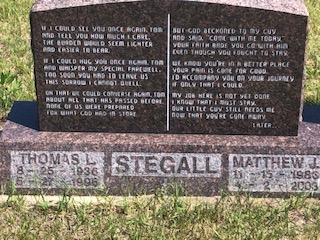 IF I COULD SEE YOU ONCE AGAIN, TOM
AND TELL YOU HOW MUCH I CARE,
THE BURDEN WOULD SEEM LIGHTER
AND EASIER TO BEAR.
IF I COULD HUG YOU ONCE AGAIN, TOM
AND WHISPER MY SPECIAL FAREWELL.
TOO SOON YOU HAD TO LEAVE US
THIS SORROW I CANNOT QUELL.
OH THAT WE COULD CONVERSE AGAIN, TOM
ABOUT ALL THAT HAS PASSED BEFORE.
NONE OF US WERE PREPARED
FOR WHAT GOD HAD IN STORE.
BUT GOD BECKONED TO MY GUY
AND SAID, "COME WITH ME TODAY.
YOUR FAITH BIDS YOU GO WITH HIM
EVEN THOUGH YOU FOUGHT TO STAY.
WE KNOW YOU'RE IN A BETTER PLACE
YOUR PAIN IS GONE FOR GOOD.
I'D ACCOMPANY YOU ON YOUR JOURNEY
IF ONLY THAT I COULD.
MY JOB HERE IS NOT YET DONE
I KNOW THAT I MUST STAY.
OUR LITTLE GUY STILL NEEDS ME
NOW THAT YOU'RE GONE AWAY.
LATER...
THOMAS L.
8 - 25 - 1936
STEGALL
MATTHEW J.
11 - 15 - 1983